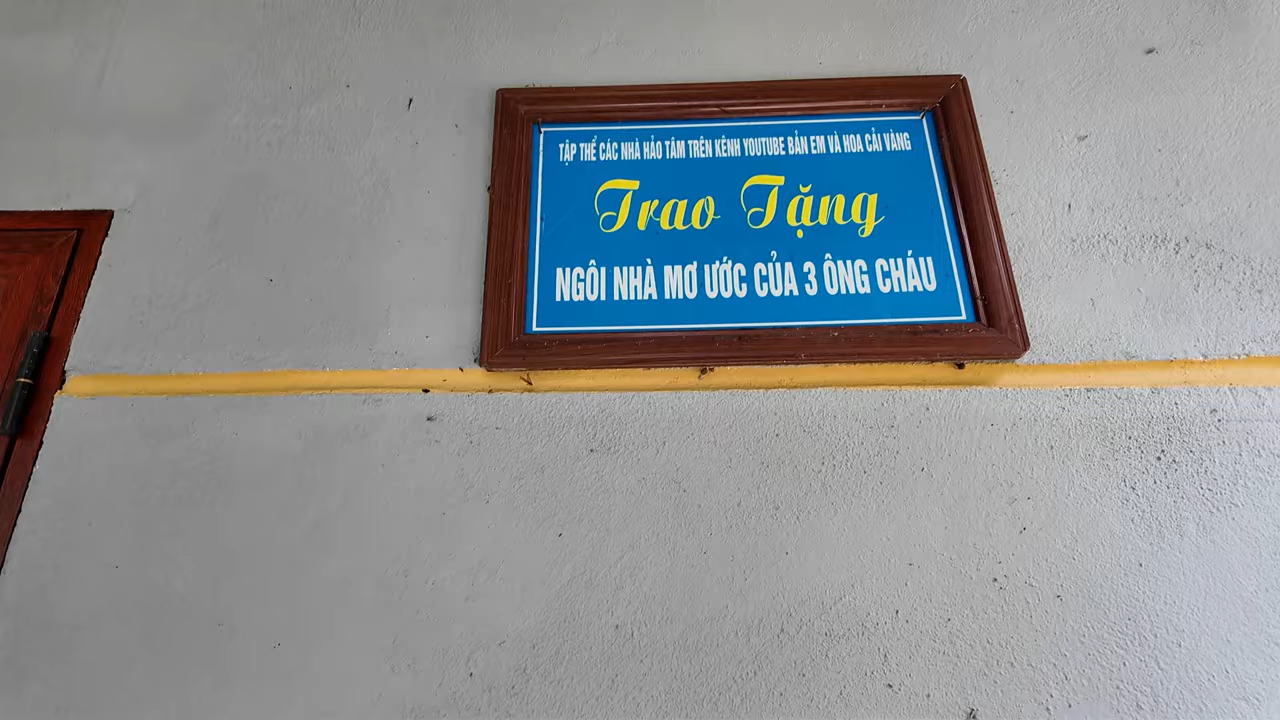 TẬP THỂ CÁC NHÀ HẢO TÂM TRÊN KÊNH YOUTUBE BẢN EM VÀ HOA CẢI VÀNG
Trao Tặng
NGÔI NHÀ MƠ ƯỚC CỦA 3 ÔNG CHÁU